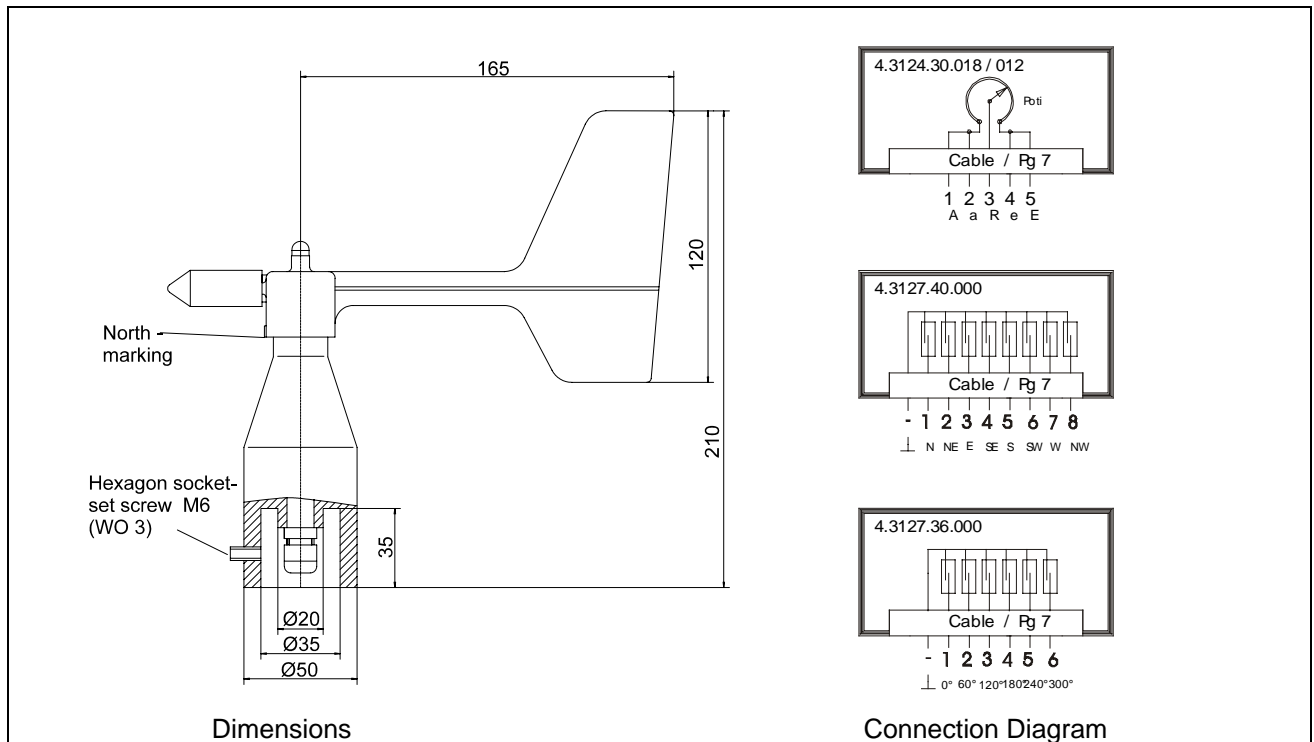 165
120
210
North
marking
Hexagon socket-
set screw M6
(WO 3)
35
Ø20
Ø35
Ø50
Dimensions
4.3124.30.018 / 012
Poti
Cable / Pg 7
1 2 3 4 5
A a R e E
4.3127.40.000
Cable / Pg 7
- 1 2 3 4 5 6 7 8
⊥ N NE E SE S SW W NW
4.3127.36.000
Cable / Pg 7
- 1 2 3 4 5 6
⊥ 0° 60° 120° 180° 240° 300°
Connection Diagram